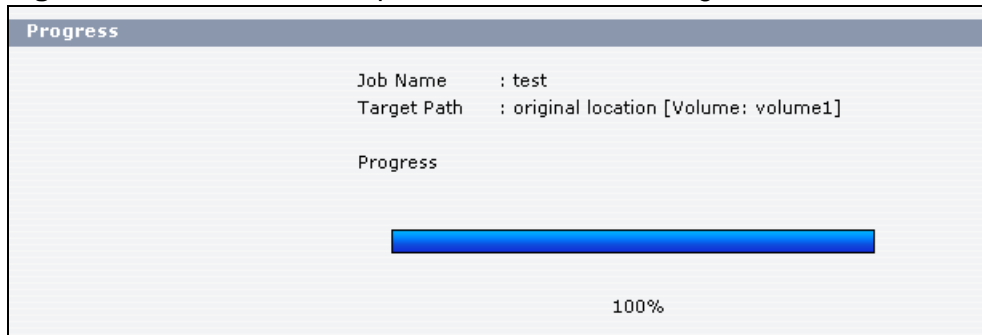 Progress
Job Name : test
Target Path : original location [Volume: volume1]
Progress
100%